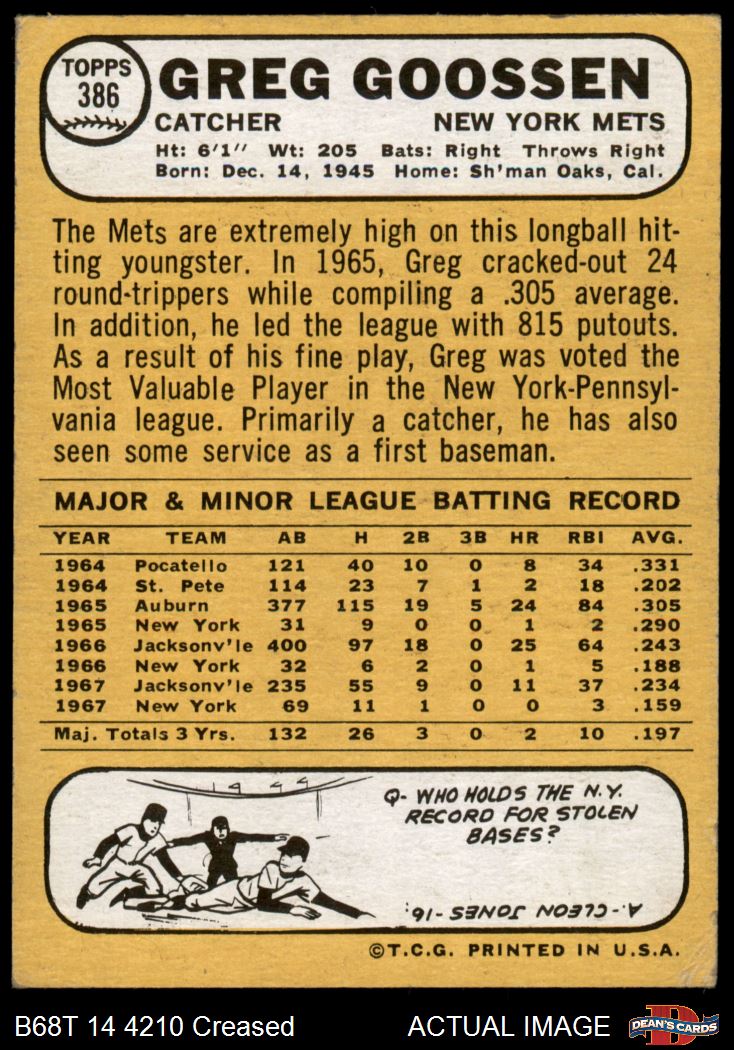 TOPPS
386
GREG GOOSSEN
CATCHER NEW YORK METS
Ht: 6'1" Wt: 205 Bats: Right Throws Right
Born: Dec. 14, 1945 Home: Sh'man Oaks, Cal.
The Mets are extremely high on this longball hit-
ting youngster. In 1965, Greg cracked-out 24
round-trippers while compiling a .305 average.
In addition, he led the league with 815 putouts.
As a result of his fine play, Greg was voted the
Most Valuable Player in the New York-Pennsyl-
vania league. Primarily a catcher, he has also
seen some service as a first baseman.
MAJOR & MINOR LEAGUE BATTING RECORD
YEAR TEAM AB H 2B 3B HR RBI AVG.
1964 Pocatello 121 40 10 0 8 34 .331
1964 St. Pete 114 23 7 1 2 18 .202
1965 Auburn 377 115 19 5 24 84 .305
1965 New York 31 9 0 0 1 2 .290
1966 Jacksonv'le 400 97 18 0 25 64 .243
1966 New York 32 6 2 0 1 5 .188
1967 Jacksonv'le 235 55 9 0 11 37 .234
1967 New York 69 11 1 0 0 3 .159
Maj. Totals 3 Yrs. 132 26 3 0 2 10 .197
Q- WHO HOLDS THE N.Y.
RECORD FOR STOLEN
BASES?
A- CLEON JONES -16.
©T.C.G. PRINTED IN U.S.A.
B68T 14 4210 Creased ACTUAL IMAGE DEAN'S CARDS